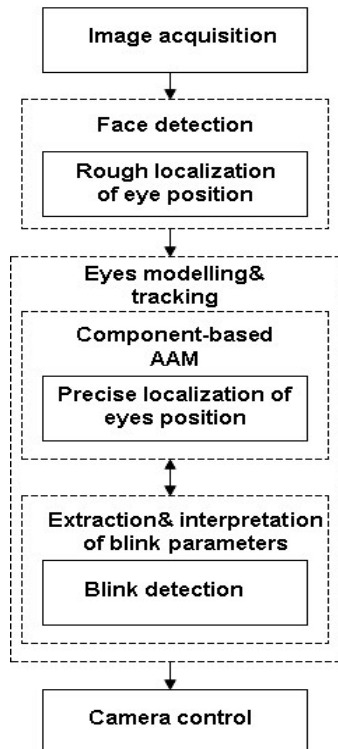 Image acquisition
Face detection
Rough localization
of eye position
Eyes modelling&
tracking
Component-based
AAM
Precise localization of
eyes position
Extraction& interpretation
of blink parameters
Blink detection
Camera control